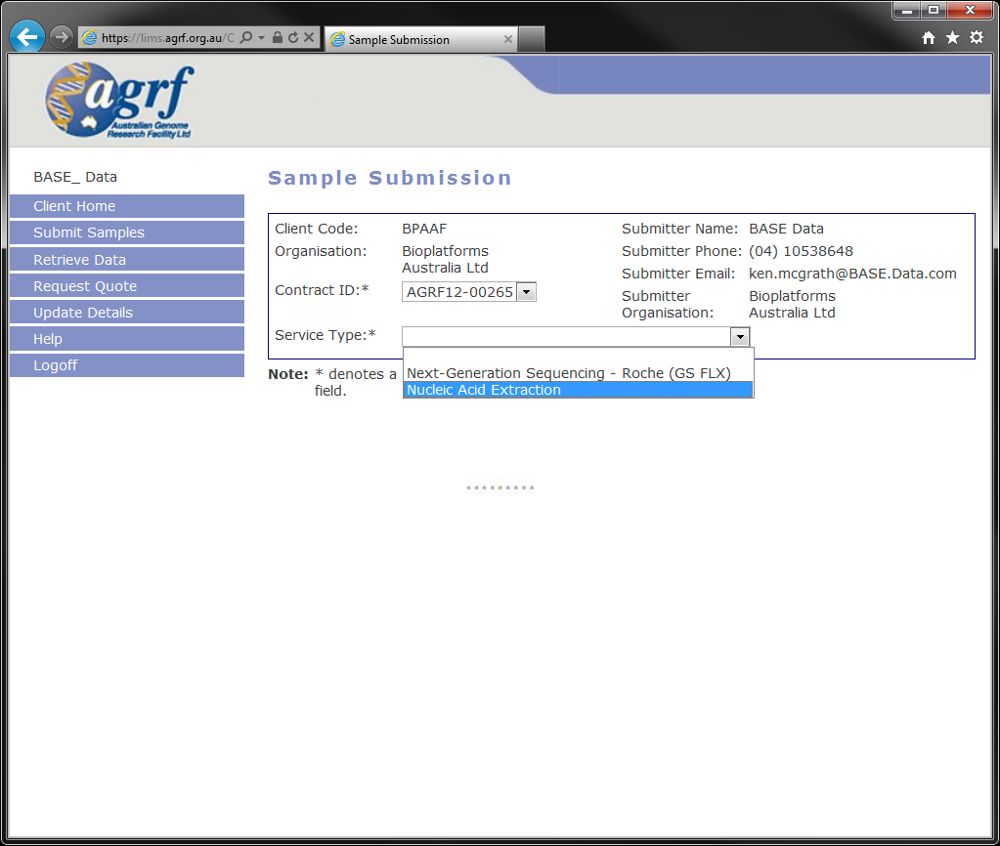 https://lims.agrf.org.au/C
Sample Submission
agrf
Australian Genome
Research Facility Ltd
BASE_ Data
Client Home
Submit Samples
Retrieve Data
Request Quote
Update Details
Help
Logoff
Sample Submission
Client Code: BPAAF
Submitter Name: BASE Data
Organisation: Bioplatforms
Australia Ltd
Submitter Phone: (04) 10538648
Submitter Email: ken.mcgrath@BASE.Data.com
Contract ID:* AGRF12-00265
Submitter
Organisation: Bioplatforms
Australia Ltd
Service Type:*
Next-Generation Sequencing - Roche (GS FLX)
Nucleic Acid Extraction
Note: * denotes a
field.